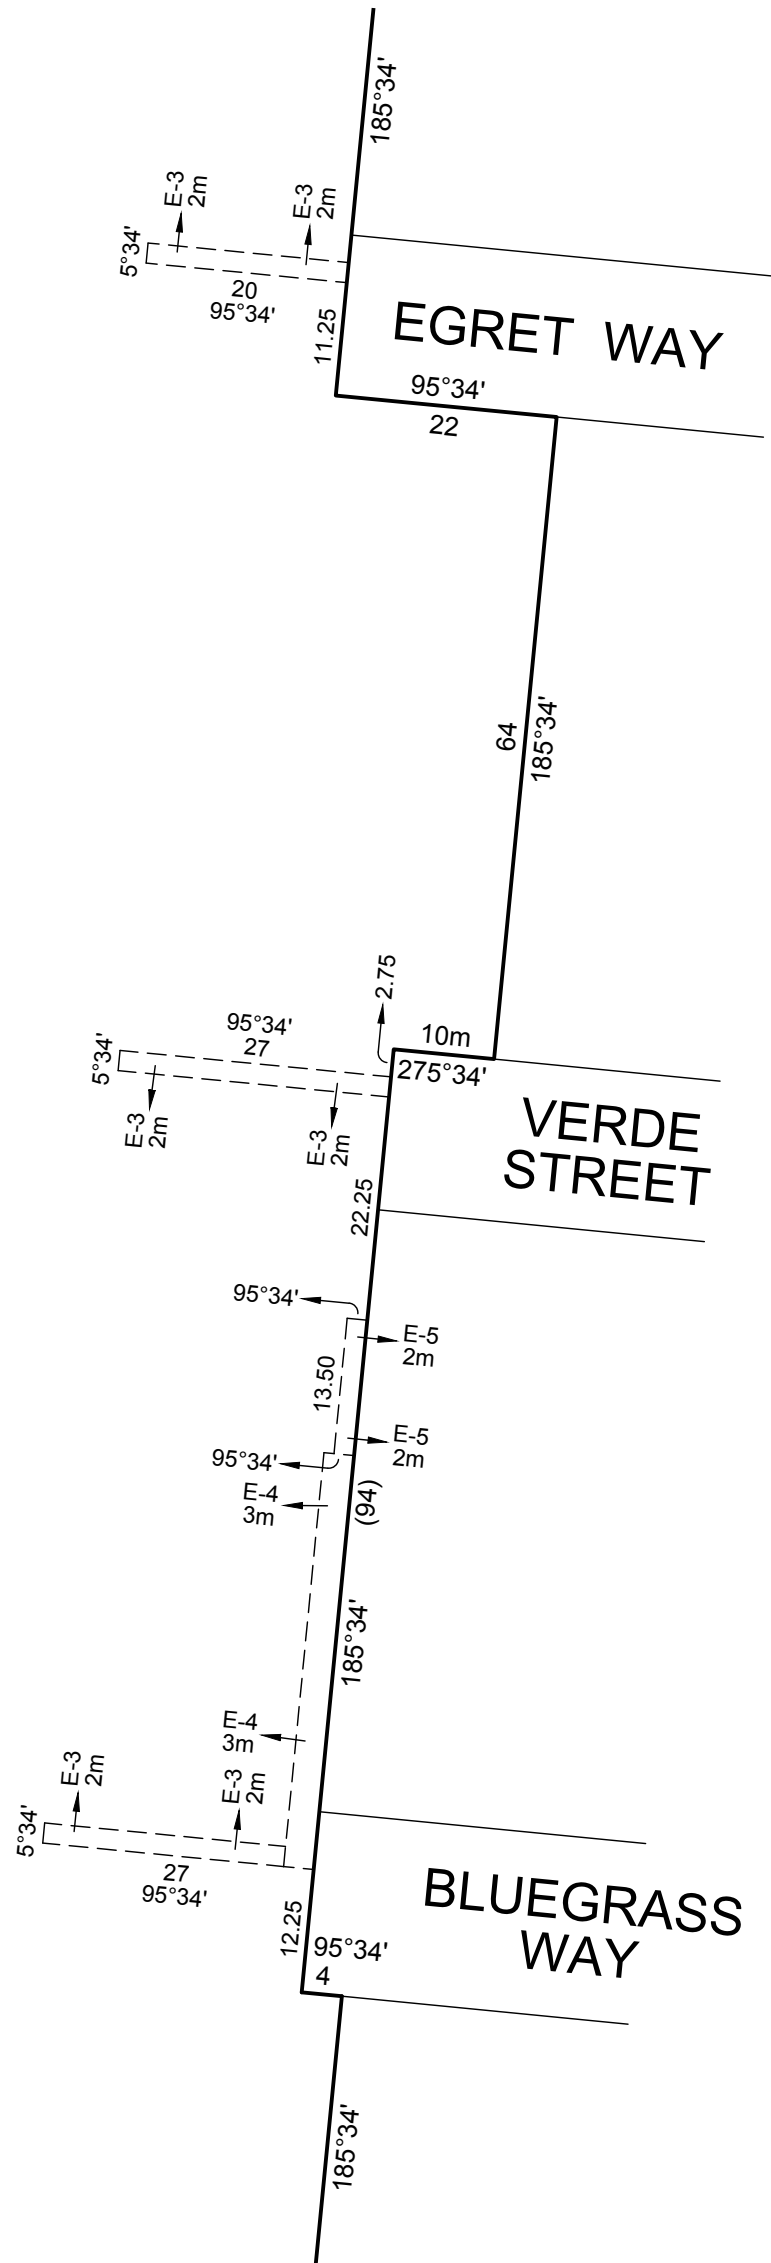 185°34'
E-3
2m
E-3
2m
5°34'
20
95°34'
11.25
EGRET WAY
95°34'
22
64
185°34'
2.75
95°34'
27
5°34'
10m
275°34'
E-3
2m
E-3
2m
VERDE
STREET
22.25
95°34'
E-5
2m
13.50
E-5
2m
95°34'
E-4
3m
(94)
185°34'
E-4
3m
E-3
2m
E-3
2m
5°34'
27
95°34'
BLUEGRASS
WAY
12.25
95°34'
4
185°34'